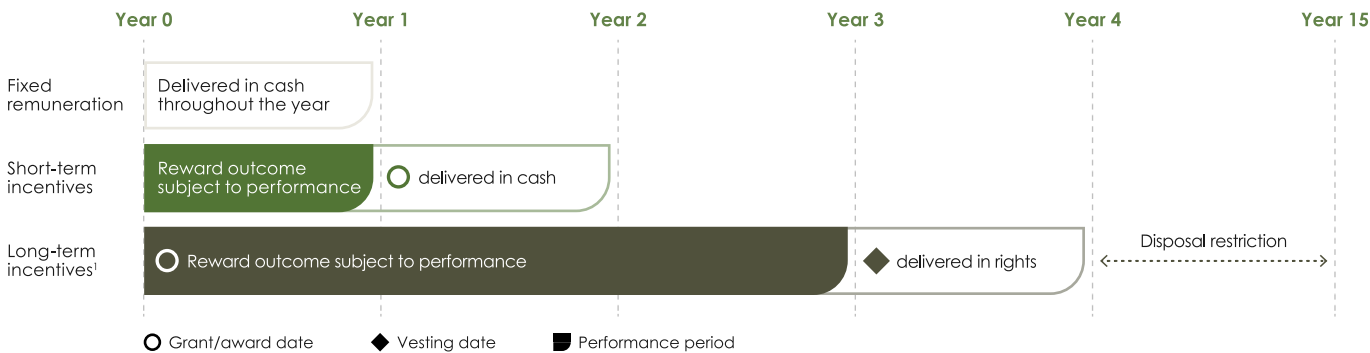 Year 0 Year 1 Year 2 Year 3 Year 4 Year 15
Fixed
remuneration
Delivered in cash
throughout the year
Short-term
incentives
Reward outcome
subject to performance
delivered in cash
Long-term
incentives¹
Reward outcome subject to performance
delivered in rights
Disposal restriction
Grant/award date Vesting date Performance period